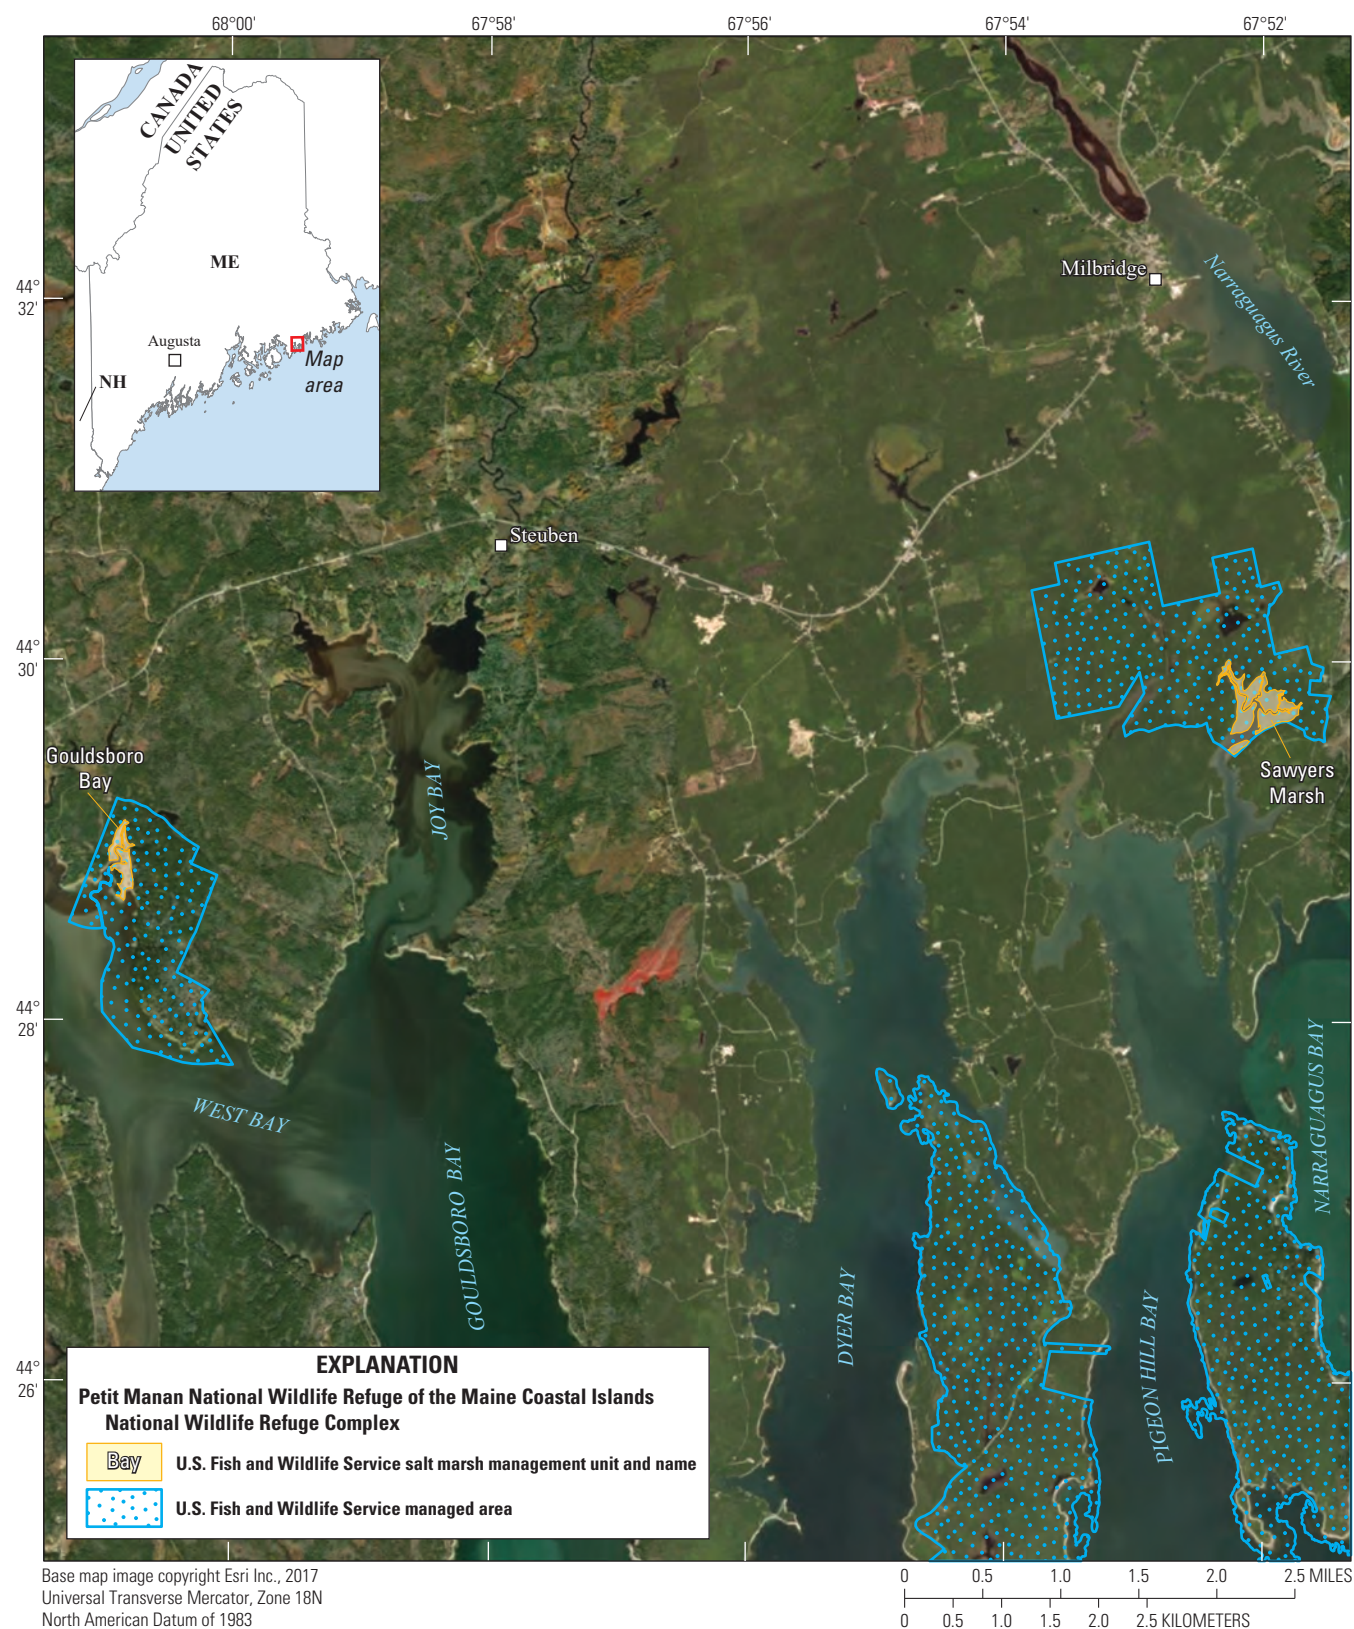 68°00' 67°58' 67°56' 67°54' 67°52'
CANADA
UNITED
STATES
ME
Augusta
NH
Map
area
44°
32'
Milbridge
Narraguagus River
Steuben
44°
30'
Gouldsboro
Bay
JOY BAY
Sawyers
Marsh
44°
28'
WEST BAY
GOULDSBORO BAY
DYER BAY
PIGEON HILL BAY
NARRAGUAGUS BAY
44°
26'
EXPLANATION
Petit Manan National Wildlife Refuge of the Maine Coastal Islands
National Wildlife Refuge Complex
Bay
U.S. Fish and Wildlife Service salt marsh management unit and name
U.S. Fish and Wildlife Service managed area
Base map image copyright Esri Inc., 2017
Universal Transverse Mercator, Zone 18N
North American Datum of 1983
0 0.5 1.0 1.5 2.0 2.5 MILES
0 0.5 1.0 1.5 2.0 2.5 KILOMETERS